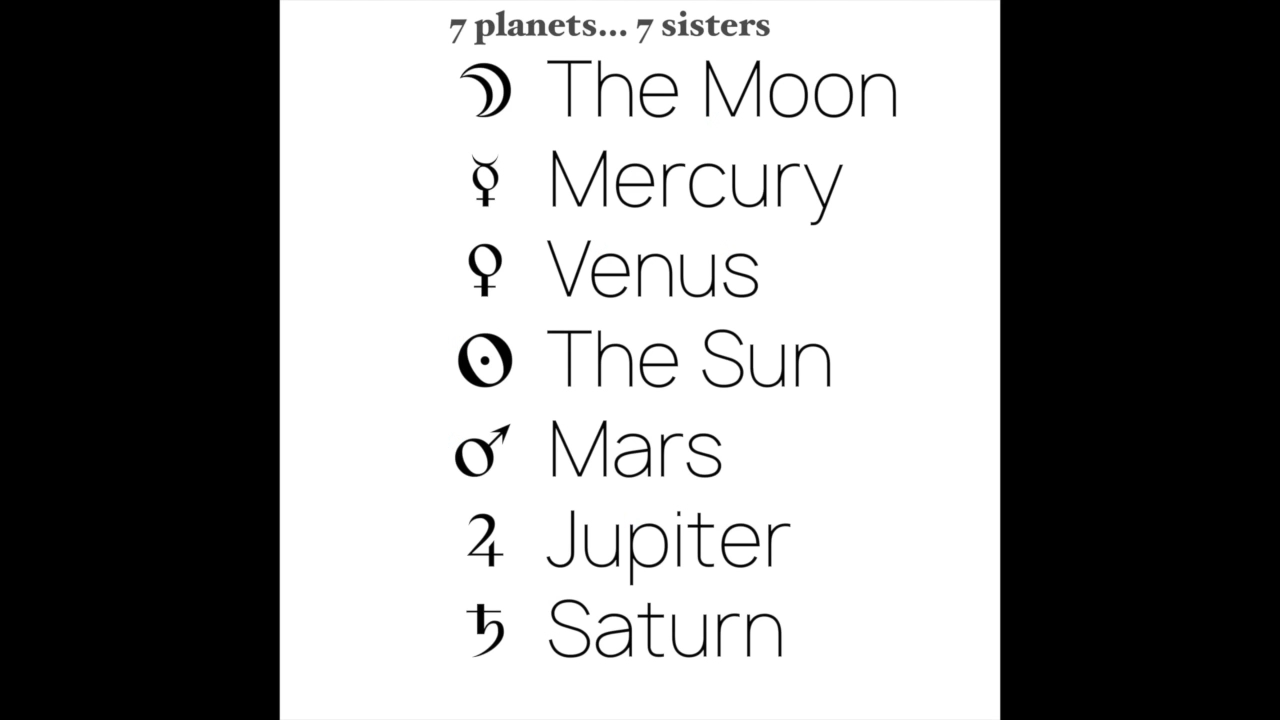 7 planets... 7 sisters
☽ The Moon
☿ Mercury
♀ Venus
☉ The Sun
♂ Mars
♃ Jupiter
♄ Saturn